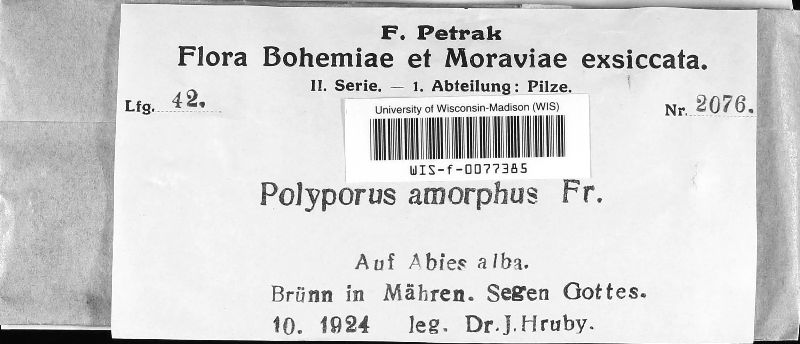 F. Petrak
Flora Bohemiae et Moraviae exsiccata.
II. Serie. — 1. Abteilung: Pilze.
Lfg. 42.
Nr. 2076.
University of Wisconsin-Madison (WIS)
WIS-f-0077385
Polyporus amorphus Fr.
Auf Abies alba.
Brünn in Mähren. Segen Gottes.
10. 1924 leg. Dr. J. Hruby.